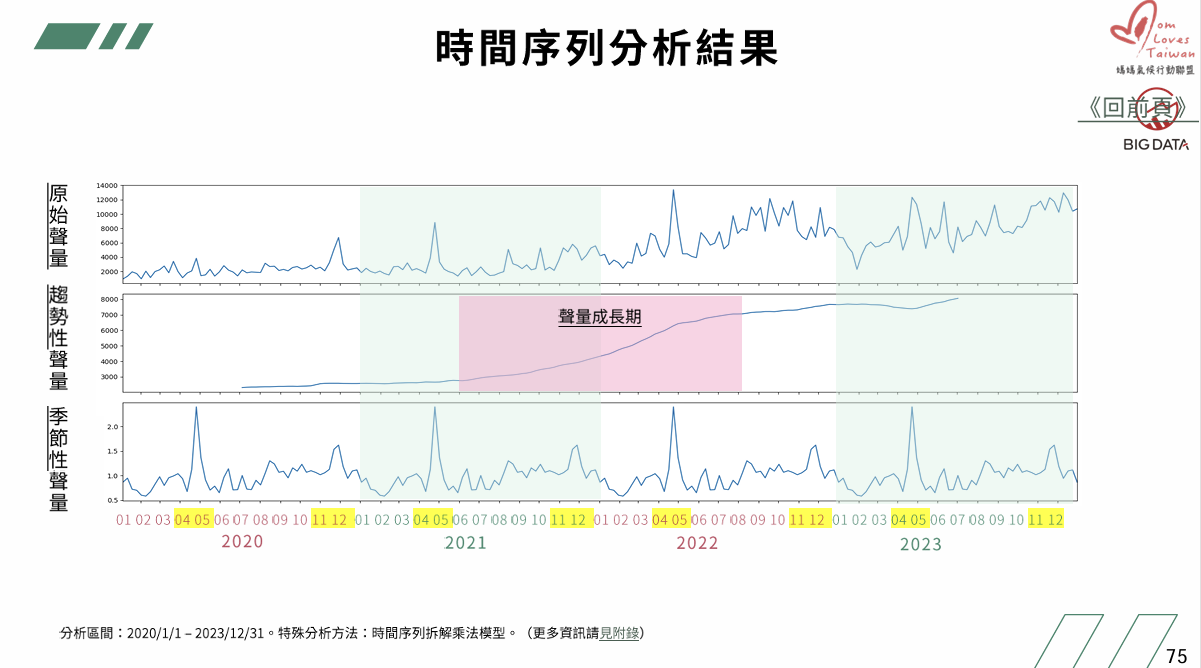 時間序列分析結果
om
Loves
Taiwan
媽媽氣候行動聯盟
《回前頁》
BIG DATA
原始聲量
14000
12000
10000
8000
6000
4000
2000
趨勢性聲量
8000
7000
6000
5000
4000
3000
聲量成長期
季節性聲量
2.0
1.5
1.0
0.5
01 02 03 04 05 06 07 08 09 10 11 12 01 02 03 04 05 06 07 08 09 10 11 12 01 02 03 04 05 06 07 08 09 10 11 12 01 02 03 04 05 06 07 08 09 10 11 12
2020 2021 2022 2023
分析區間：2020/1/1 – 2023/12/31。特殊分析方法：時間序列拆解乘法模型。（更多資訊請見附錄）
75